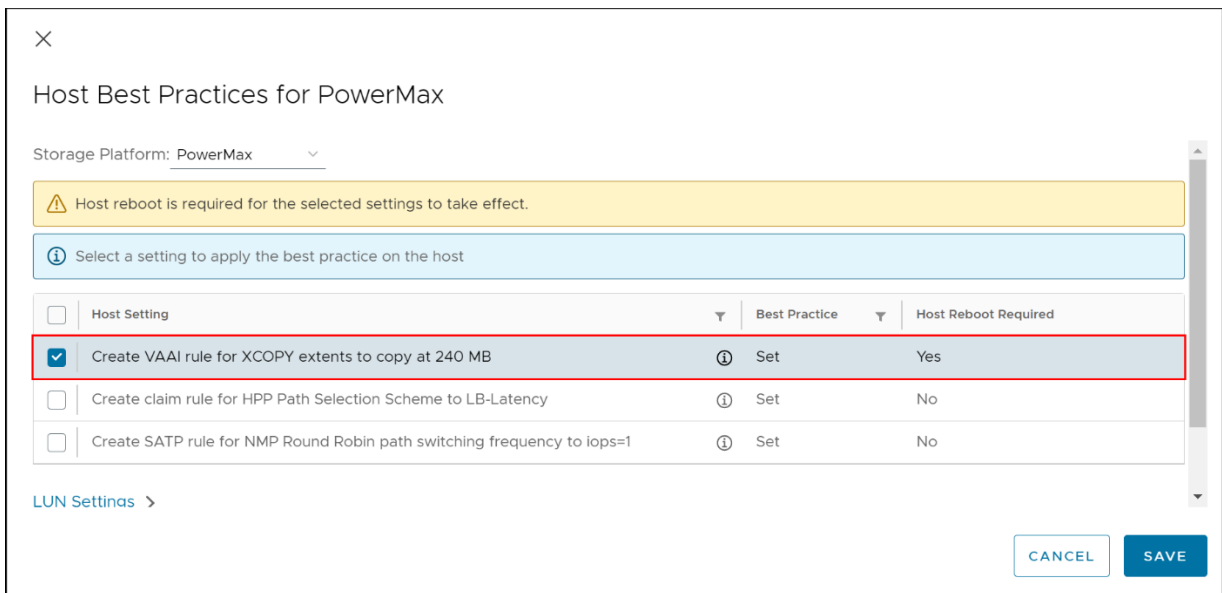 Host Best Practices for PowerMax
Storage Platform: PowerMax
Host reboot is required for the selected settings to take effect.
Select a setting to apply the best practice on the host
Host Setting Best Practice Host Reboot Required
Create VAAI rule for XCOPY extents to copy at 240 MB Set Yes
Create claim rule for HPP Path Selection Scheme to LB-Latency Set No
Create SATP rule for NMP Round Robin path switching frequency to iops=1 Set No
LUN Settings
CANCEL SAVE